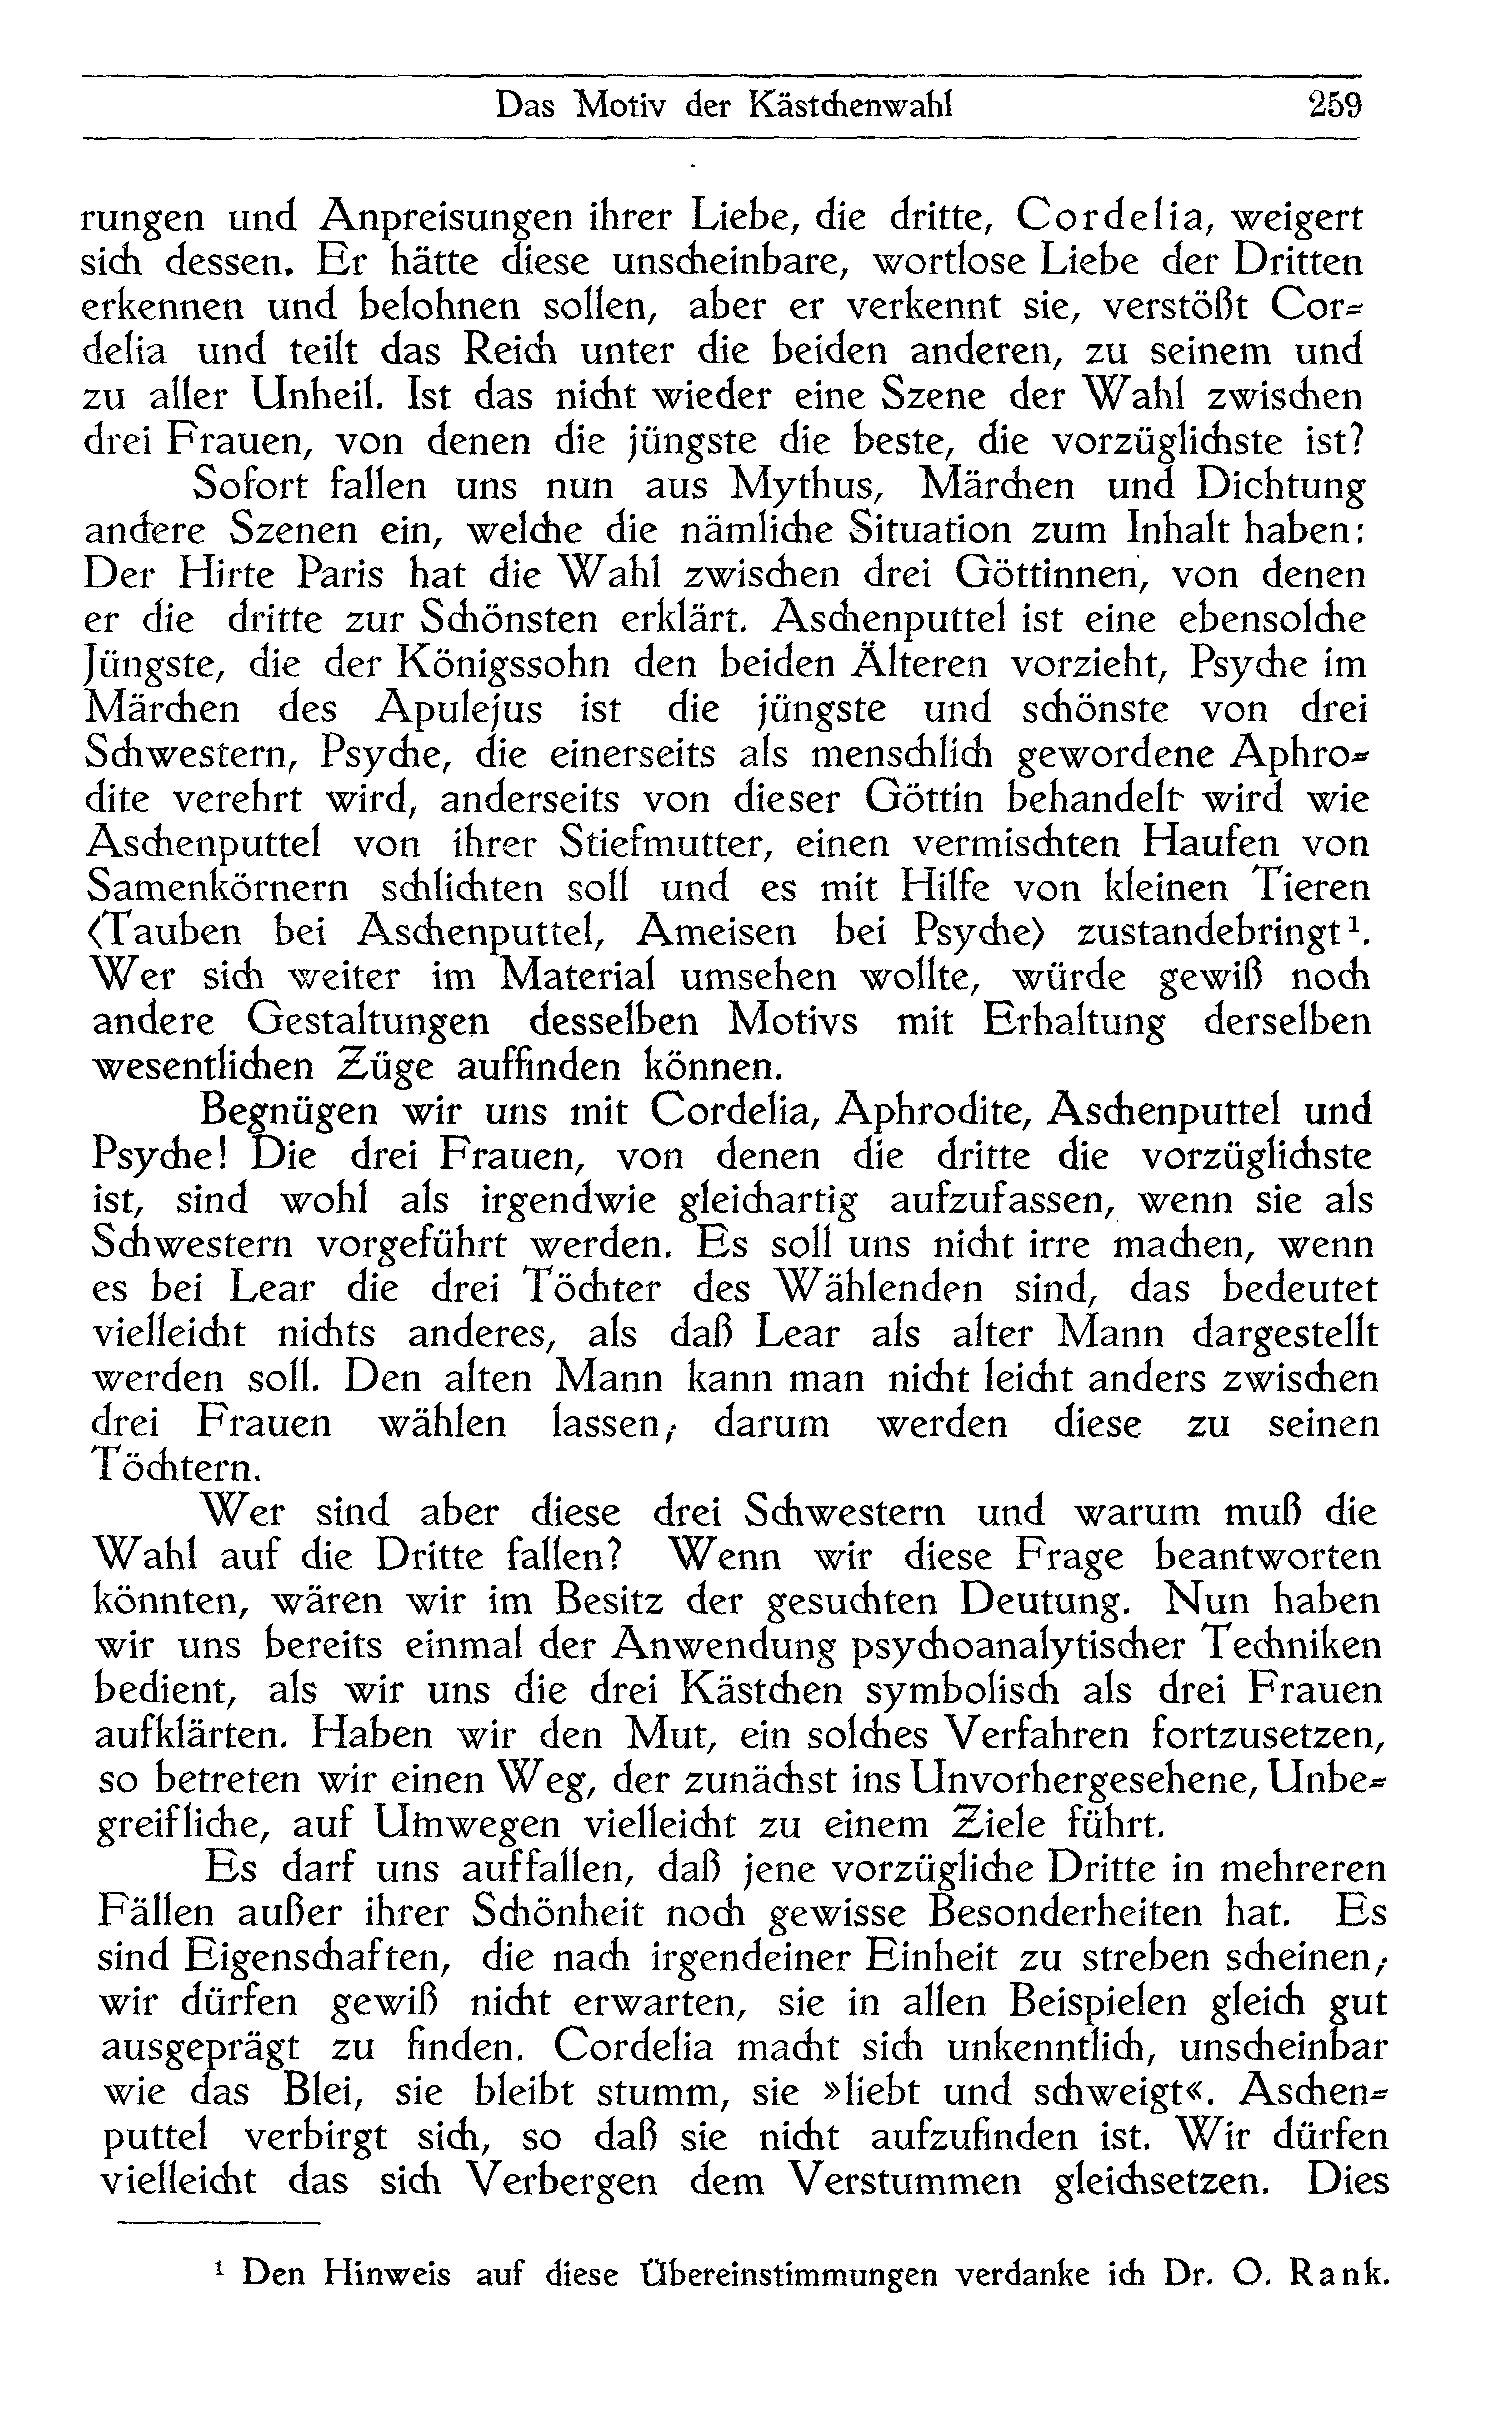 Das Motiv der Kästchenwahl 259
rungen und Anpreisungen ihrer Liebe, die dritte, Cordelia, weigert
sich dessen. Er hätte diese unscheinbare, wortlose Liebe der Dritten
erkennen und belohnen sollen, aber er verkennt sie, verstößt Cor-
delia und teilt das Reich unter die beiden anderen, zu seinem und
zu aller Unheil. Ist das nicht wieder eine Szene der Wahl zwischen
drei Frauen, von denen die jüngste die beste, die vorzüglichste ist?
Sofort fallen uns nun aus Mythus, Märchen und Dichtung
andere Szenen ein, welche die nämliche Situation zum Inhalt haben:
Der Hirte Paris hat die Wahl zwischen drei Göttinnen, von denen
er die dritte zur Schönsten erklärt. Aschenputtel ist eine ebensolche
Jüngste, die der Königssohn den beiden Älteren vorzieht, Psyche im
Märchen des Apulejus ist die jüngste und schönste von drei
Schwestern, Psyche, die einerseits als menschlich gewordene Aphro-
dite verehrt wird, anderseits von dieser Göttin behandelt wird wie
Aschenputtel von ihrer Stiefmutter, einen vermischten Haufen von
Samenkörnern schlichten soll und es mit Hilfe von kleinen Tieren
(Tauben bei Aschenputtel, Ameisen bei Psyche) zustandebringt¹.
Wer sich weiter im Material umsehen wollte, würde gewiß noch
andere Gestaltungen desselben Motivs mit Erhaltung derselben
wesentlichen Züge auffinden können.
Begnügen wir uns mit Cordelia, Aphrodite, Aschenputtel und
Psyche! Die drei Frauen, von denen die dritte die vorzüglichste
ist, sind wohl als irgendwie gleichartig aufzufassen, wenn sie als
Schwestern vorgeführt werden. Es soll uns nicht irre machen, wenn
es bei Lear die drei Töchter des Wählenden sind, das bedeutet
vielleicht nichts anderes, als daß Lear als alter Mann dargestellt
werden soll. Den alten Mann kann man nicht leicht anders zwischen
drei Frauen wählen lassen; darum werden diese zu seinen
Töchtern.
Wer sind aber diese drei Schwestern und warum muß die
Wahl auf die Dritte fallen? Wenn wir diese Frage beantworten
könnten, wären wir im Besitz der gesuchten Deutung. Nun haben
wir uns bereits einmal der Anwendung psychoanalytischer Techniken
bedient, als wir uns die drei Kästchen symbolisch als drei Frauen
aufklärten. Haben wir den Mut, ein solches Verfahren fortzusetzen,
so betreten wir einen Weg, der zunächst ins Unvorhergesehene, Unbe-
greifliche, auf Umwegen vielleicht zu einem Ziele führt.
Es darf uns auffallen, daß jene vorzügliche Dritte in mehreren
Fällen außer ihrer Schönheit noch gewisse Besonderheiten hat. Es
sind Eigenschaften, die nach irgendeiner Einheit zu streben scheinen;
wir dürfen gewiß nicht erwarten, sie in allen Beispielen gleich gut
ausgeprägt zu finden. Cordelia macht sich unkenntlich, unscheinbar
wie das Blei, sie bleibt stumm, sie »liebt und schweigt«. Aschen-
puttel verbirgt sich, so daß sie nicht aufzufinden ist. Wir dürfen
vielleicht das sich Verbergen dem Verstummen gleichsetzen. Dies
¹ Den Hinweis auf diese Übereinstimmungen verdanke ich Dr. O. Rank.